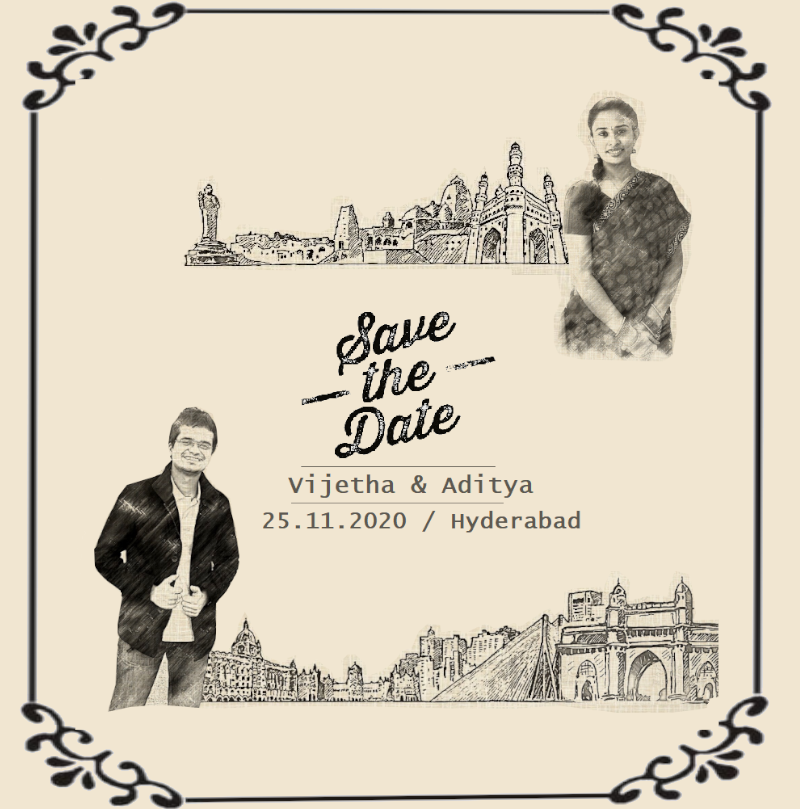 Save
the
Date
Vijetha & Aditya
25.11.2020 / Hyderabad